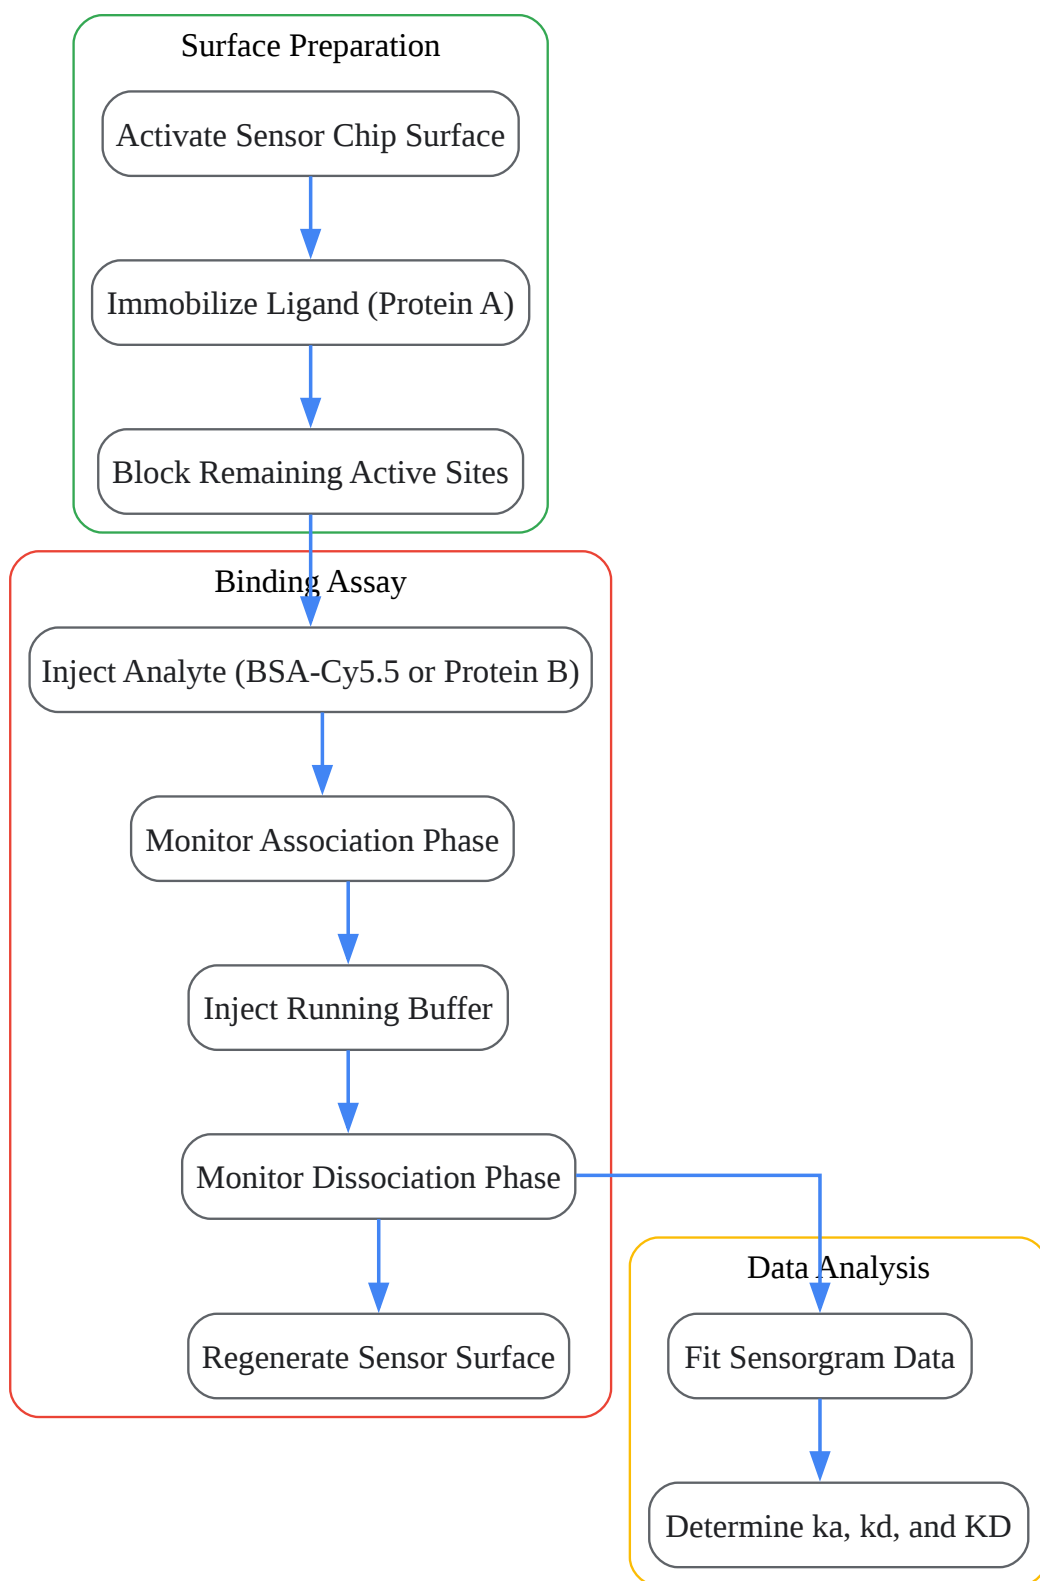 Surface Preparation
Activate Sensor Chip Surface
Immobilize Ligand (Protein A)
Block Remaining Active Sites
Binding Assay
Inject Analyte (BSA-Cy5.5 or Protein B)
Monitor Association Phase
Inject Running Buffer
Monitor Dissociation Phase
Regenerate Sensor Surface
Data Analysis
Fit Sensorgram Data
Determine ka, kd, and KD